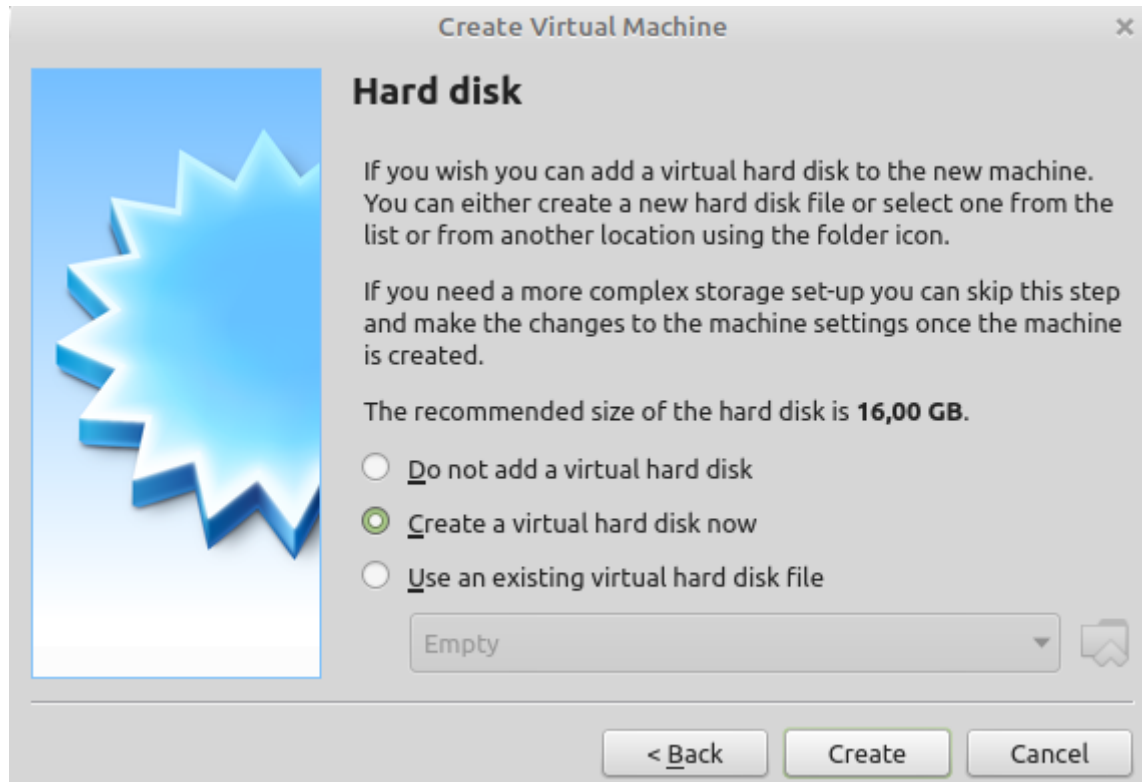 Create Virtual Machine
Hard disk
If you wish you can add a virtual hard disk to the new machine.
You can either create a new hard disk file or select one from the
list or from another location using the folder icon.
If you need a more complex storage set-up you can skip this step
and make the changes to the machine settings once the machine
is created.
The recommended size of the hard disk is 16,00 GB.
Do not add a virtual hard disk
Create a virtual hard disk now
Use an existing virtual hard disk file
Empty
< Back Create Cancel